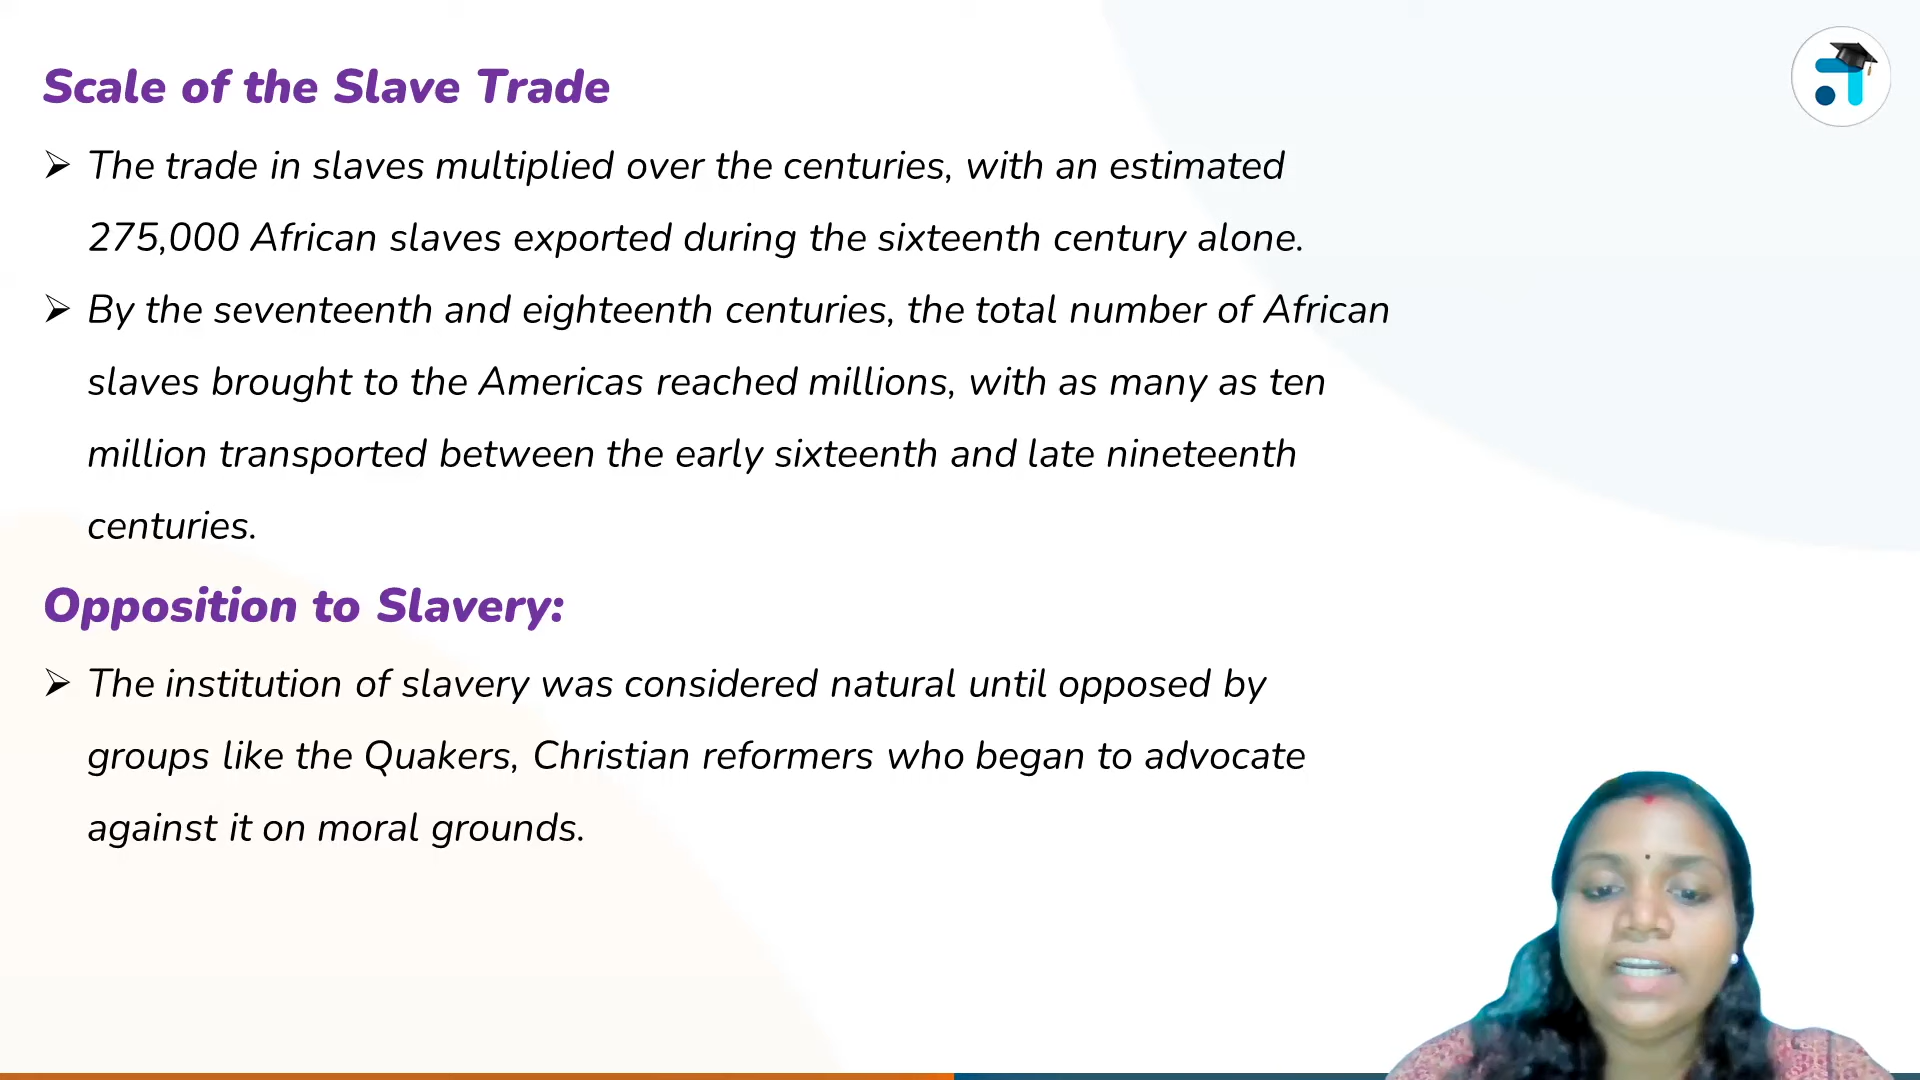 Scale of the Slave Trade
The trade in slaves multiplied over the centuries, with an estimated
275,000 African slaves exported during the sixteenth century alone.
By the seventeenth and eighteenth centuries, the total number of African
slaves brought to the Americas reached millions, with as many as ten
million transported between the early sixteenth and late nineteenth
centuries.
Opposition to Slavery:
The institution of slavery was considered natural until opposed by
groups like the Quakers, Christian reformers who began to advocate
against it on moral grounds.